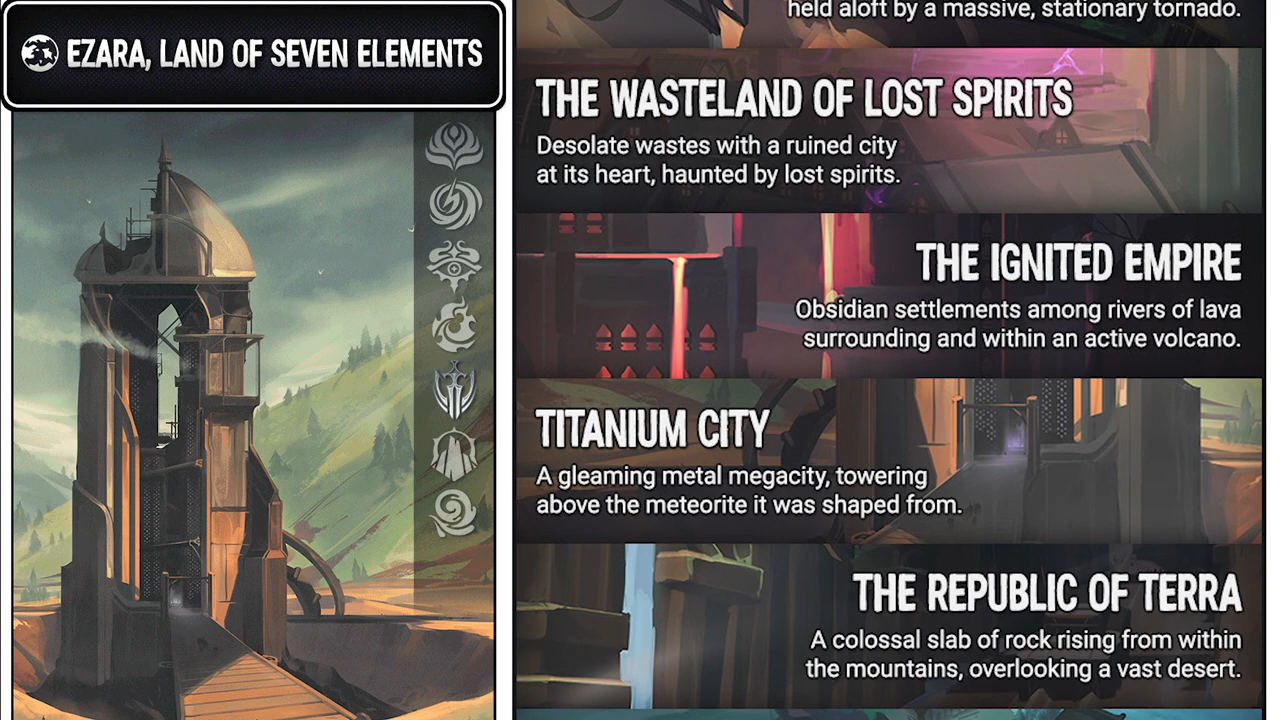 EZARA, LAND OF SEVEN ELEMENTS
held aloft by a massive, stationary tornado.
THE WASTELAND OF LOST SPIRITS
Desolate wastes with a ruined city
at its heart, haunted by lost spirits.
THE IGNITED EMPIRE
Obsidian settlements among rivers of lava
surrounding and within an active volcano.
TITANIUM CITY
A gleaming metal megacity, towering
above the meteorite it was shaped from.
THE REPUBLIC OF TERRA
A colossal slab of rock rising from within
the mountains, overlooking a vast desert.